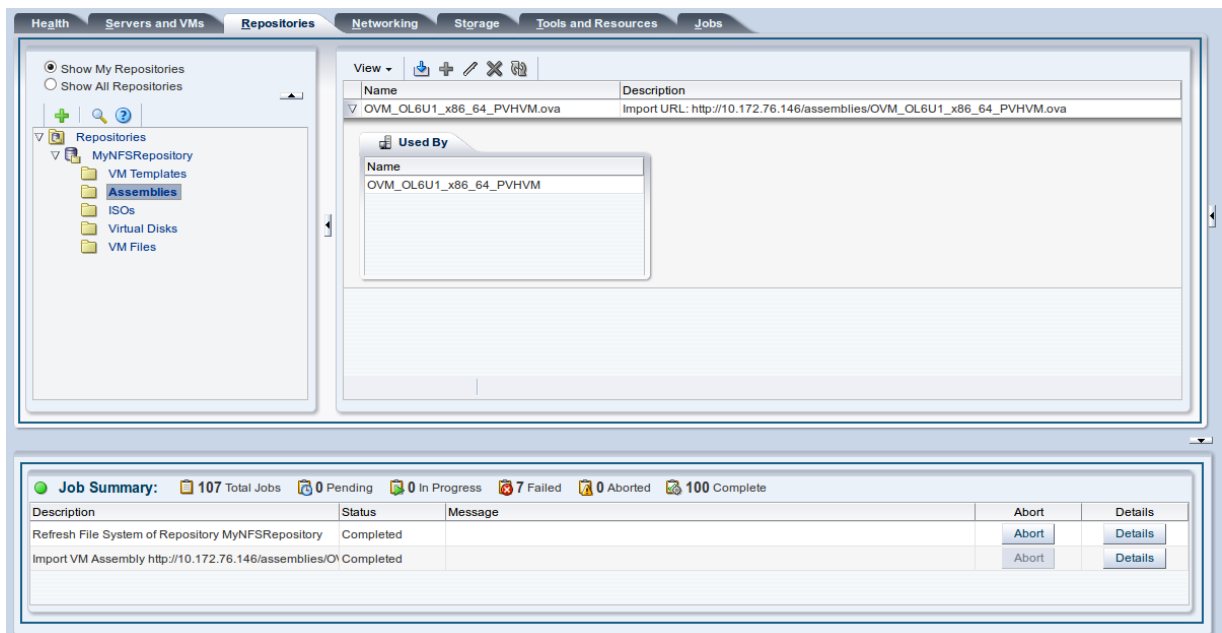 Health Servers and VMs Repositories Networking Storage Tools and Resources Jobs
Show My Repositories
Show All Repositories
Repositories
MyNFSRepository
VM Templates
Assemblies
ISOs
Virtual Disks
VM Files
View
Name Description
OVM_OL6U1_x86_64_PVHVM.ova Import URL: http://10.172.76.146/assemblies/OVM_OL6U1_x86_64_PVHVM.ova
Used By
Name
OVM_OL6U1_x86_64_PVHVM
Job Summary: 107 Total Jobs 0 Pending 0 In Progress 7 Failed 0 Aborted 100 Complete
Description Status Message Abort Details
Refresh File System of Repository MyNFSRepository Completed Abort Details
Import VM Assembly http://10.172.76.146/assemblies/O Completed Abort Details